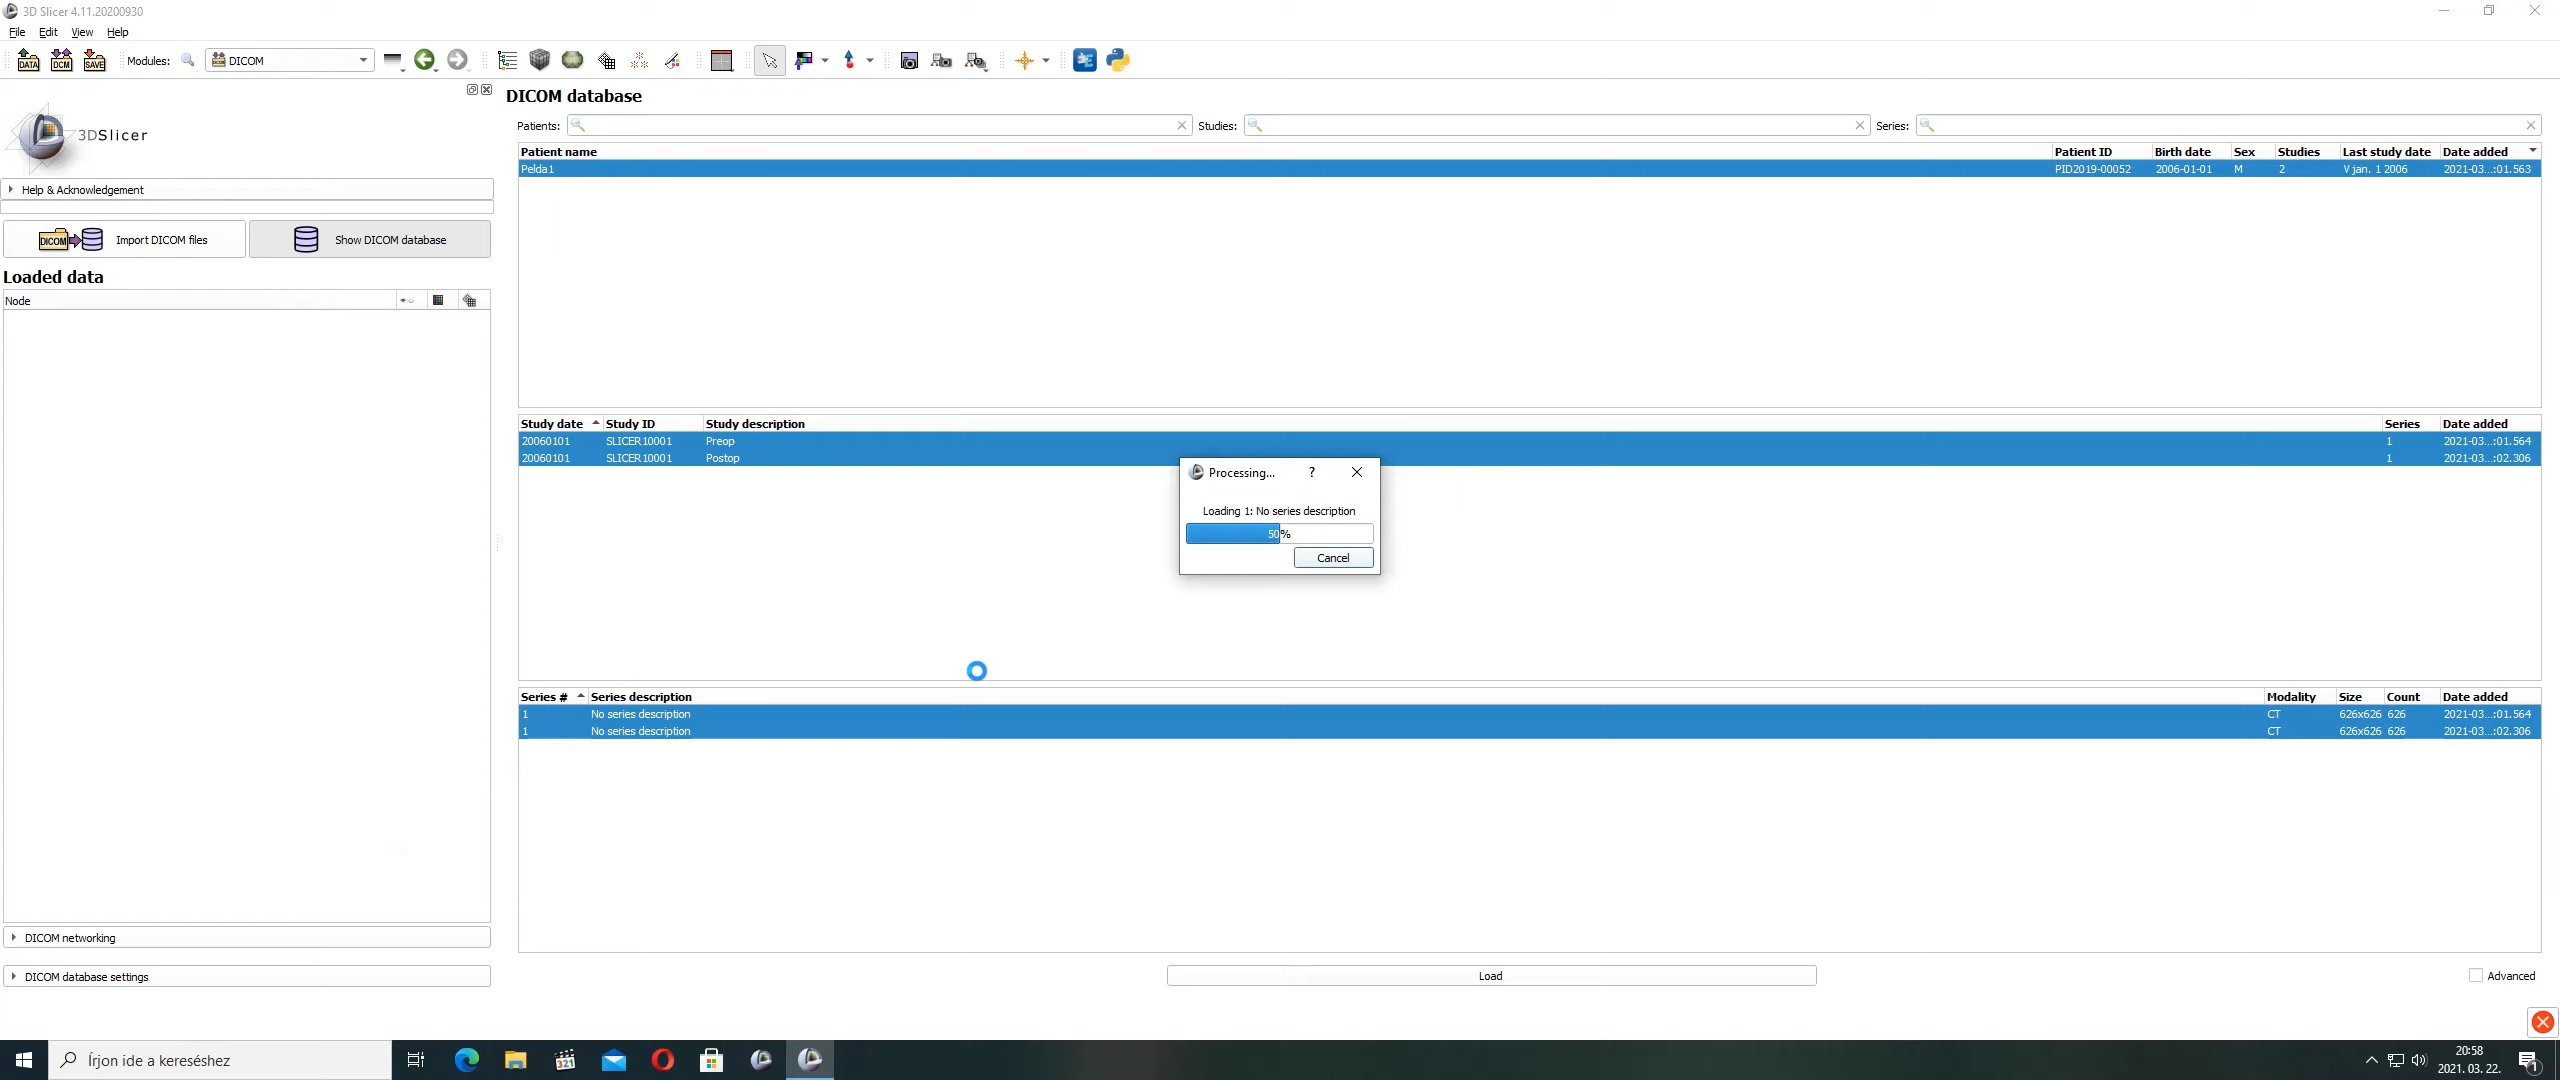 3D Slicer 4.11.20200930
File Edit View Help
DATA DCM SAVE Modules: DICOM
3DSlicer
Help & Acknowledgement
DICOM Import DICOM files Show DICOM database
Loaded data
Node
DICOM networking
DICOM database settings
DICOM database
Patients: Studies: Series:
Patient name Patient ID Birth date Sex Studies Last study date Date added
Pelda1 PID2019-00052 2006-01-01 M 2 V jan. 1 2006 2021-03...:01.563
Study date Study ID Study description Series Date added
20060101 SLICER10001 Preop 1 2021-03...:01.564
20060101 SLICER10001 Postop 1 2021-03...:02.306
Processing... ?
Loading 1: No series description
50%
Cancel
Series # Series description Modality Size Count Date added
1 No series description CT 626x626 626 2021-03...:01.564
1 No series description CT 626x626 626 2021-03...:02.306
Load Advanced
Írjon ide a kereséshez
321
20:58
2021. 03. 22.
1